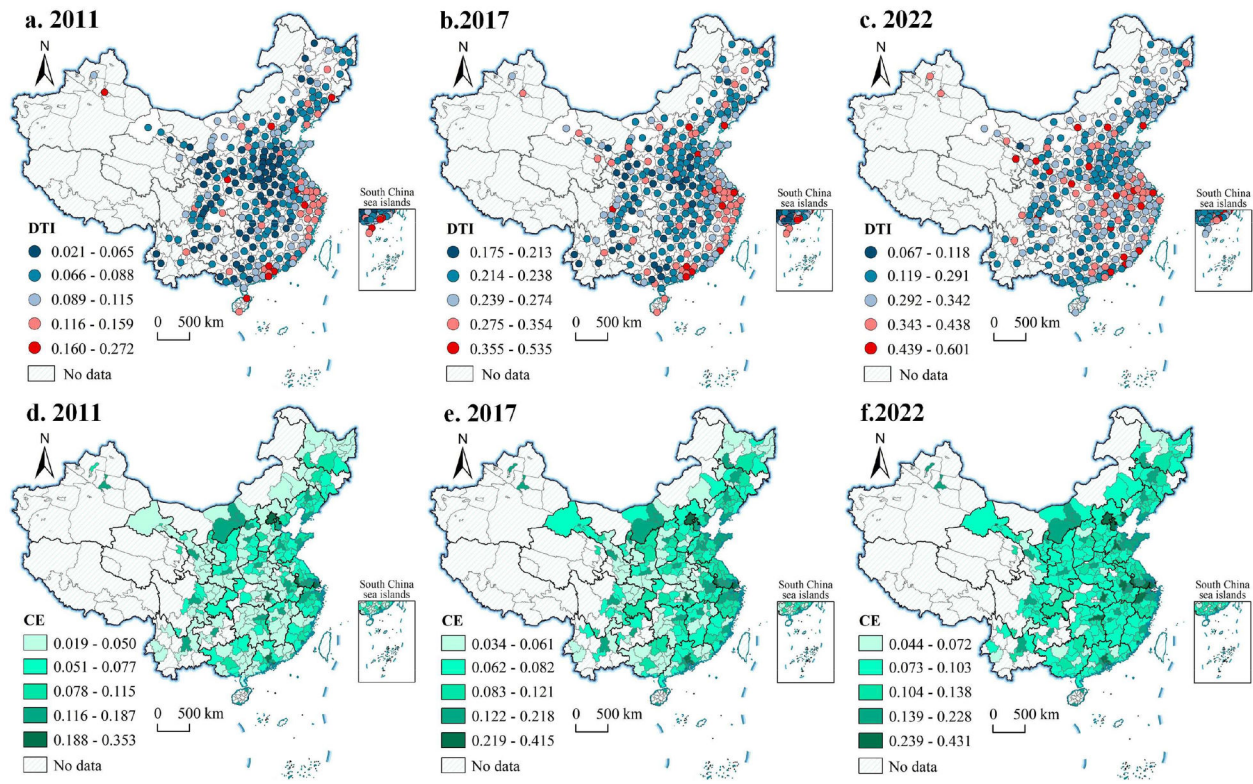 a. 2011
N
DTI
0.021 - 0.065
0.066 - 0.088
0.089 - 0.115
0.116 - 0.159
0.160 - 0.272
No data
0 500 km
South China
sea islands
b.2017
N
DTI
0.175 - 0.213
0.214 - 0.238
0.239 - 0.274
0.275 - 0.354
0.355 - 0.535
No data
0 500 km
South China
sea islands
c. 2022
N
DTI
0.067 - 0.118
0.119 - 0.291
0.292 - 0.342
0.343 - 0.438
0.439 - 0.601
No data
0 500 km
South China
sea islands
d. 2011
N
CE
0.019 - 0.050
0.051 - 0.077
0.078 - 0.115
0.116 - 0.187
0.188 - 0.353
No data
0 500 km
South China
sea islands
e. 2017
N
CE
0.034 - 0.061
0.062 - 0.082
0.083 - 0.121
0.122 - 0.218
0.219 - 0.415
No data
0 500 km
South China
sea islands
f.2022
N
CE
0.044 - 0.072
0.073 - 0.103
0.104 - 0.138
0.139 - 0.228
0.239 - 0.431
No data
0 500 km
South China
sea islands